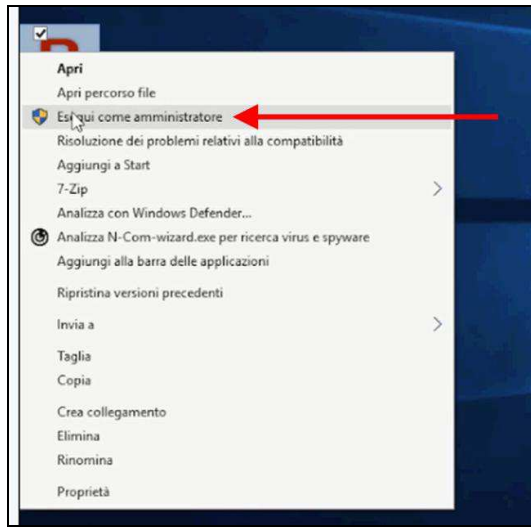 Apri
Apri percorso file
Esegui come amministratore
Risoluzione dei problemi relativi alla compatibilità
Aggiungi a Start
7-Zip
Analizza con Windows Defender...
Analizza N-Com-wizard.exe per ricerca virus e spyware
Aggiungi alla barra delle applicazioni
Ripristina versioni precedenti
Invia a
Taglia
Copia
Crea collegamento
Elimina
Rinomina
Proprietà